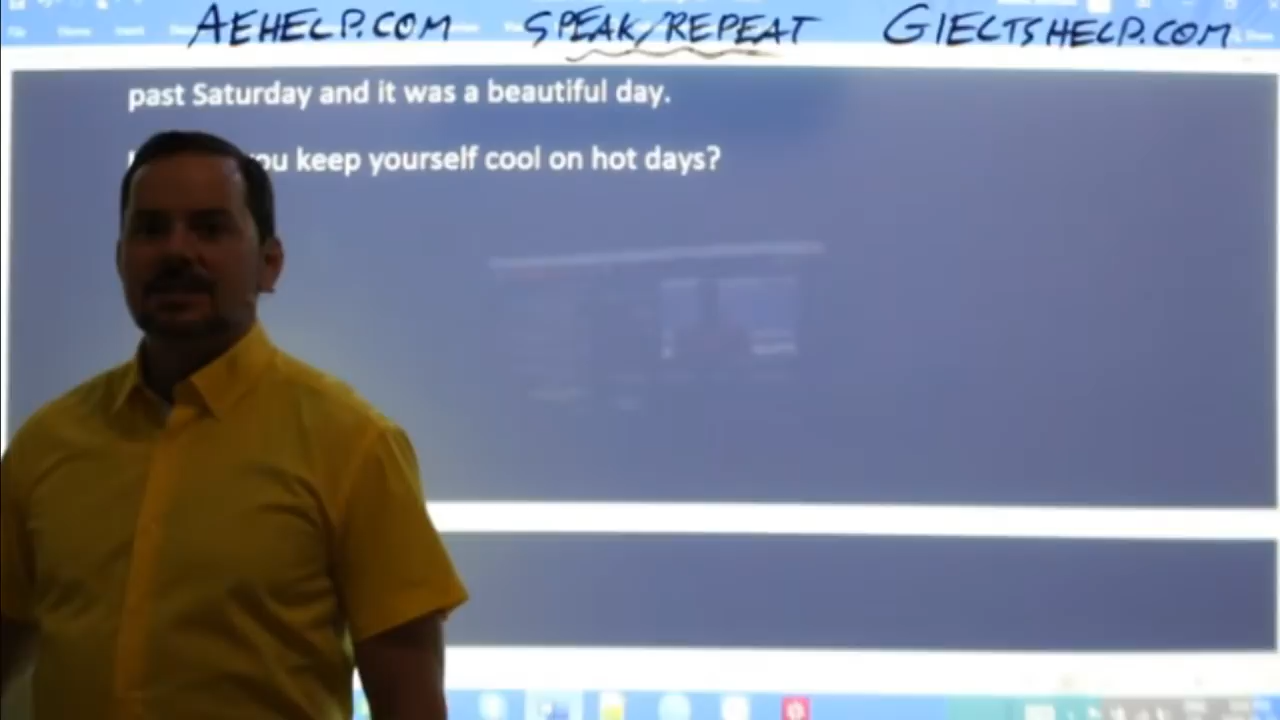 AEHELP.COM SPEAK/REPEAT GIELTSHELP.COM
past Saturday and it was a beautiful day.
you keep yourself cool on hot days?